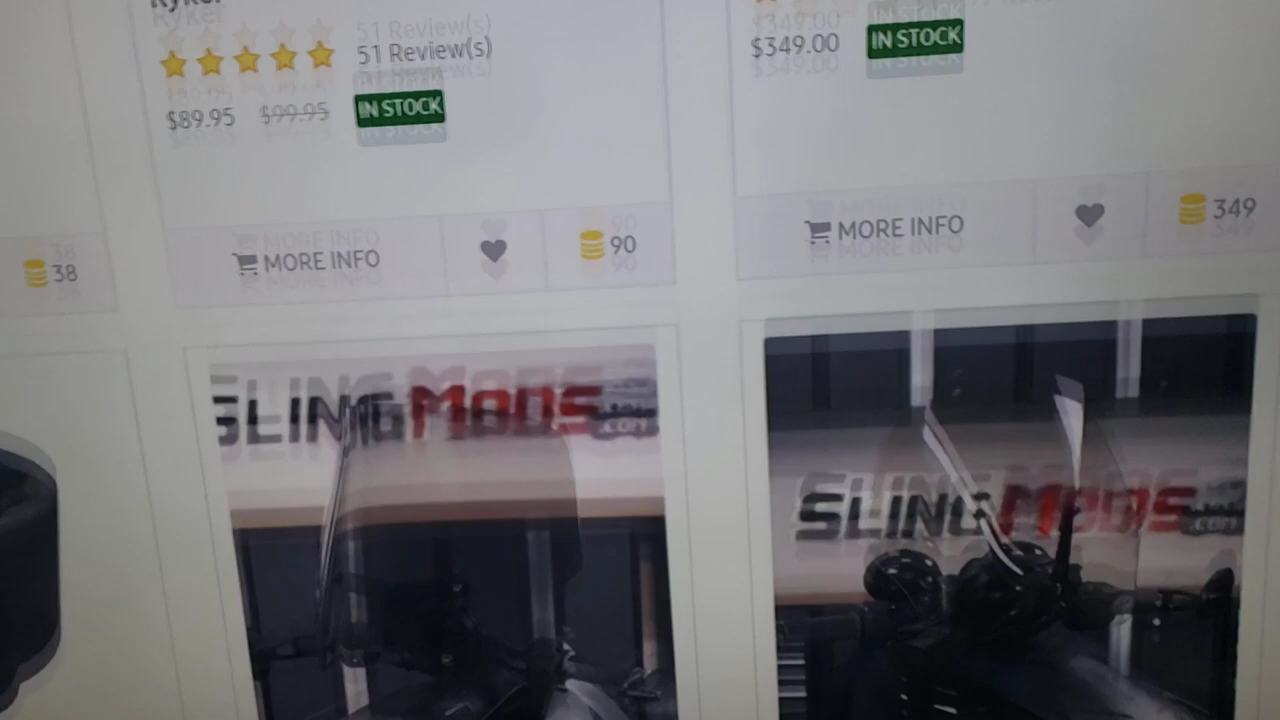 Ryker
51 Review(s)
$89.95 $99.95 IN STOCK
$349.00 IN STOCK
38
MORE INFO
90
MORE INFO
349
SLINGMODS
.com
SLINGMODS
.com